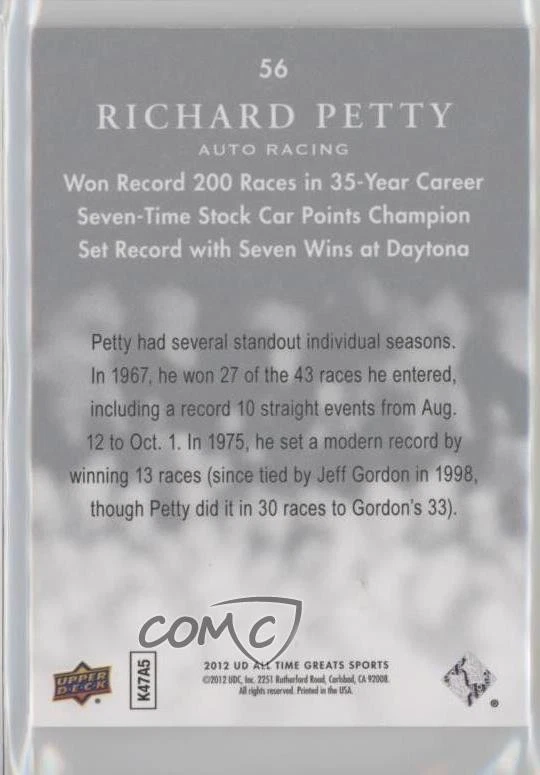 56
RICHARD PETTY
AUTO RACING
Won Record 200 Races in 35-Year Career
Seven-Time Stock Car Points Champion
Set Record with Seven Wins at Daytona
Petty had several standout individual seasons.
In 1967, he won 27 of the 43 races he entered,
including a record 10 straight events from Aug.
12 to Oct. 1. In 1975, he set a modern record by
winning 13 races (since tied by Jeff Gordon in 1998,
though Petty did it in 30 races to Gordon's 33).
COMC
UPPER
DECK
K47A5
2012 UD ALL TIME GREATS SPORTS
©2012 UDC, Inc. 2251 Rutherford Road, Carlsbad, CA 92008.
All rights reserved. Printed in the USA.